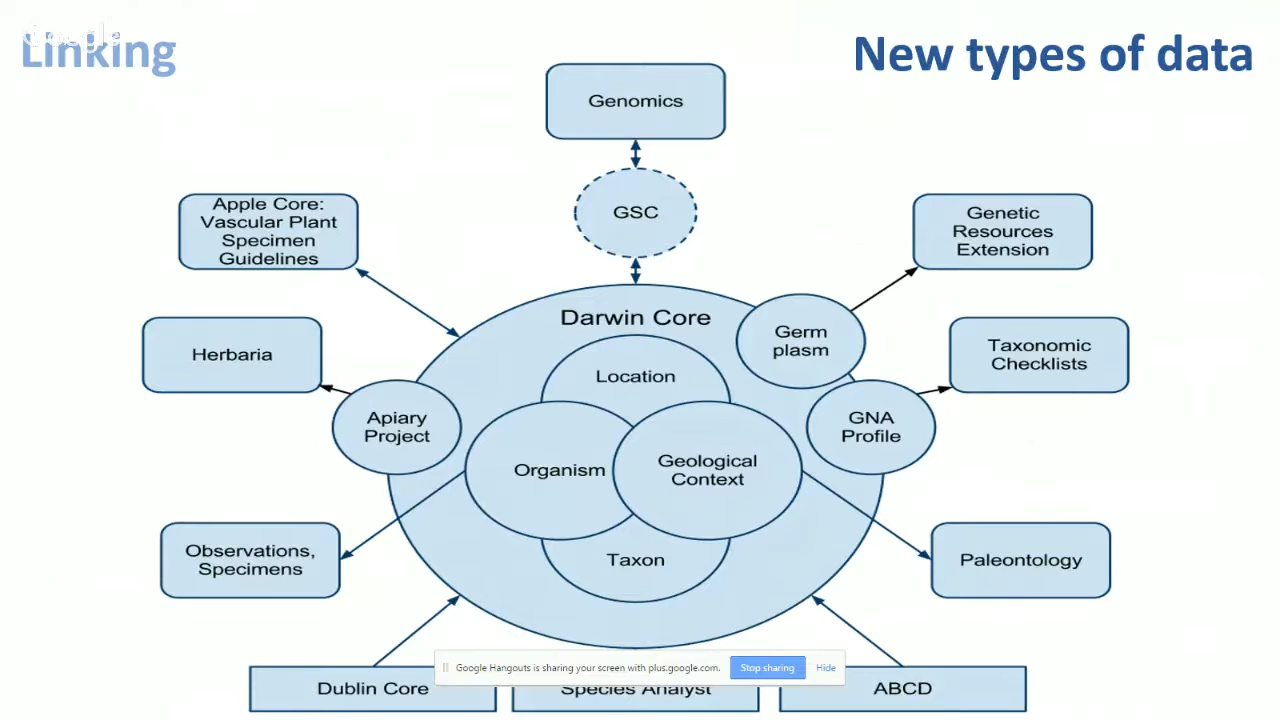 Google
Linking
New types of data
Genomics
GSC
Apple Core:
Vascular Plant
Specimen
Guidelines
Genetic
Resources
Extension
Darwin Core
Germ
plasm
Location
Herbaria
Taxonomic
Checklists
Apiary
Project
GNA
Profile
Organism
Geological
Context
Observations,
Specimens
Taxon
Paleontology
Google Hangouts is sharing your screen with plus.google.com.
Stop sharing
Hide
Dublin Core
Species Analyst
ABCD